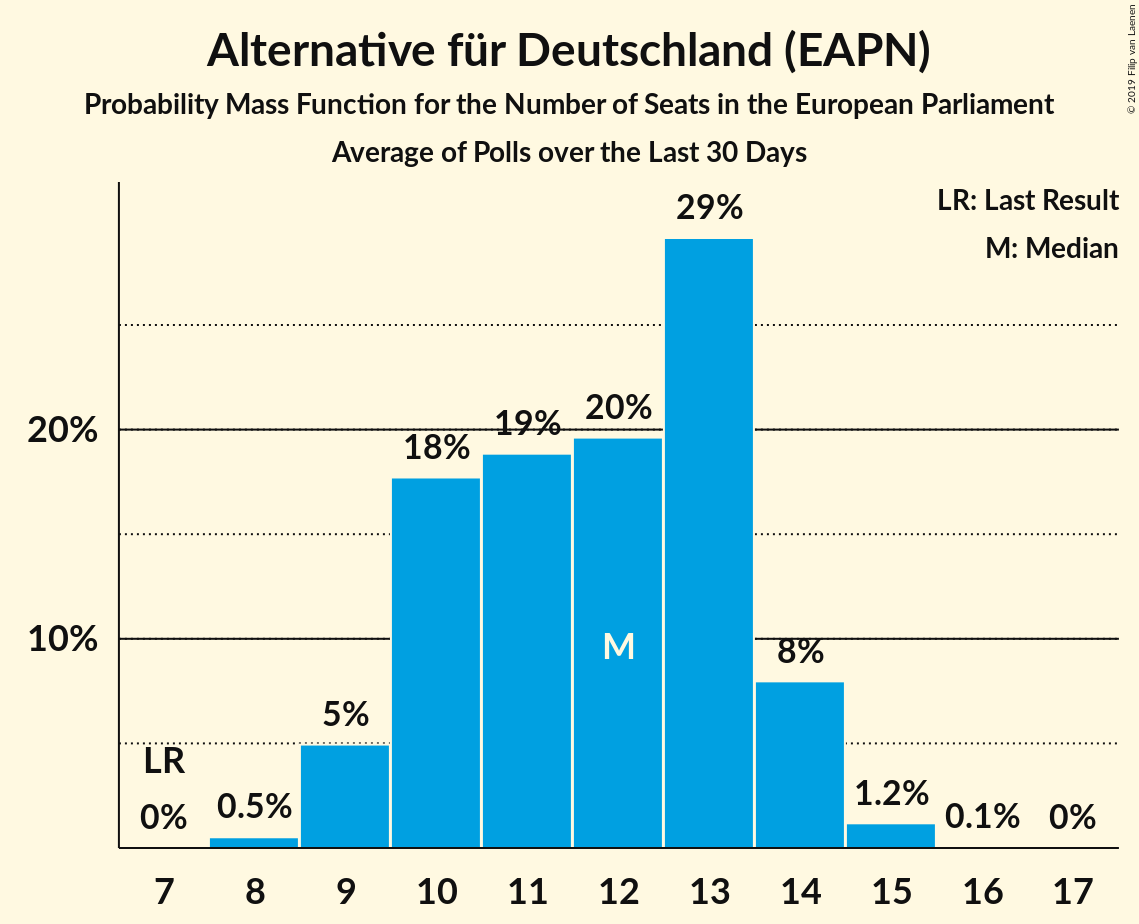 Alternative für Deutschland (EAPN)
Probability Mass Function for the Number of Seats in the European Parliament
Average of Polls over the Last 30 Days
© 2019 Filip van Laenen
LR: Last Result
M: Median
29%
20%
19%
18%
20%
10%
M
8%
5%
LR
0%
0.5%
1.2%
0.1%
0%
7 8 9 10 11 12 13 14 15 16 17